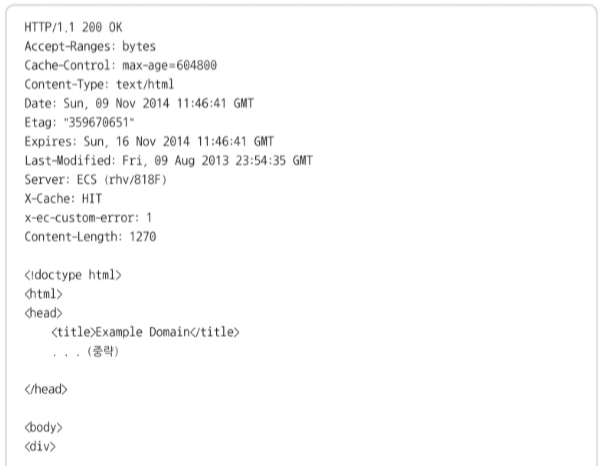 HTTP/1.1 200 OK
Accept-Ranges: bytes
Cache-Control: max-age=604800
Content-Type: text/html
Date: Sun, 09 Nov 2014 11:46:41 GMT
Etag: "359670651"
Expires: Sun, 16 Nov 2014 11:46:41 GMT
Last-Modified: Fri, 09 Aug 2013 23:54:35 GMT
Server: ECS (rhv/818F)
X-Cache: HIT
x-ec-custom-error: 1
Content-Length: 1270
<!doctype html>
<html>
<head>
<title>Example Domain</title>
. . . (중략)
</head>
<body>
<div>